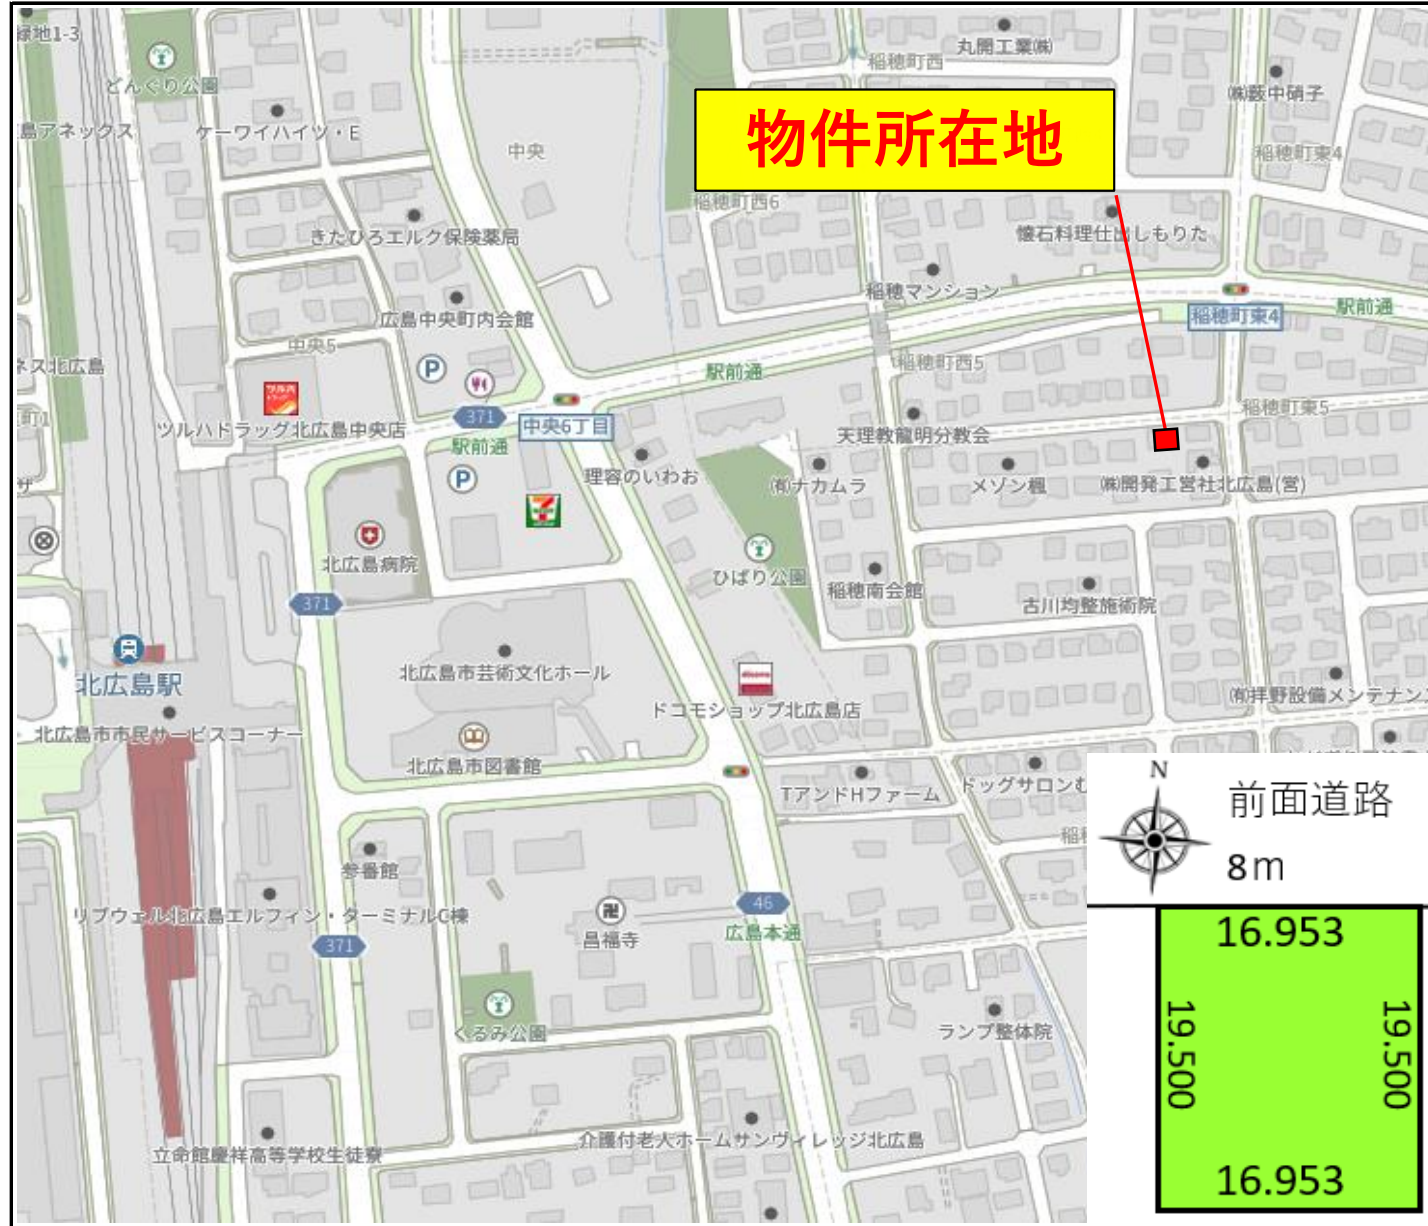 緑地1-3
どんぐり公園
丸開工業㈱
稲穂町西
㈱藪中硝子
島アネックス
ケーワイハイツ・E
中央
物件所在地
稲穂町東4
稲穂町西6
きたひろエルク保険薬局
懐石料理仕出しもりた
稲穂マンション
広島中央町内会館
稲穂町東4
駅前通
中央5
ネス北広島
P
駅前通
稲穂町西5
町1
ツルハドラッグ北広島中央店
371
中央6丁目
天理教龍明分教会
稲穂町東5
駅前通
P
理容のいわお
㈲ナカムラ
メゾン楓
㈱開発工営社北広島(営)
ザ
北広島病院
ひばり公園
稲穂南会館
古川均整施術院
371
北広島駅
北広島市芸術文化ホール
㈲拝野設備メンテナン
ドコモショップ北広島店
北広島市市民サービスコーナー
北広島市図書館
TアンドHファーム
ドッグサロンむ
N
前面道路
8m
稲穂
参番館
リブウェル北広島エルフィン・ターミナルC棟
昌福寺
46
広島本通
371
16.953
19.500
19.500
くるみ公園
ランプ整体院
立命館慶祥高等学校生徒寮
介護付老人ホームサンヴィレッジ北広島
16.953